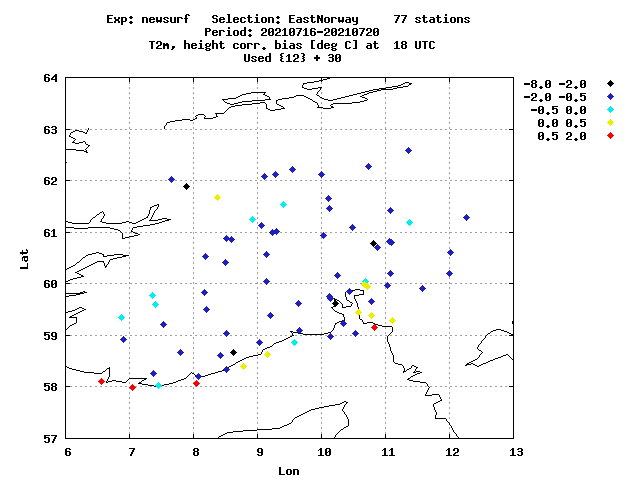 Exp: newsurf   Selection: EastNorway     77 stations
Period: 20210716-20210720
T2m, height corr. bias [deg C] at  18 UTC
Used {12} + 30
-8.0 -2.0
-2.0 -0.5
-0.5 0.0
0.0 0.5
0.5 2.0
64
63
62
61
60
59
58
57
Lat
6 7 8 9 10 11 12 13
Lon